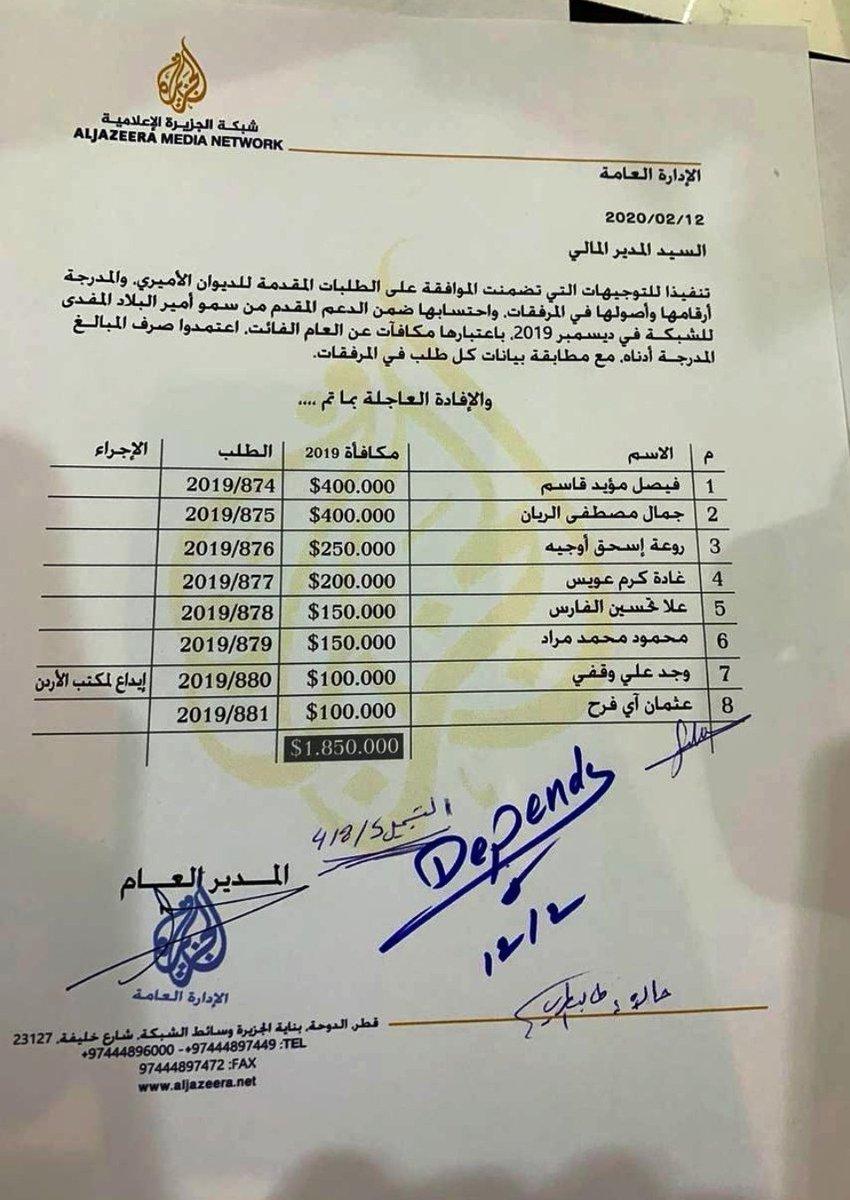 شبكة الجزيرة الإعلامية
ALJAZEERA MEDIA NETWORK
الإدارة العامة
2020/02/12
السيد المدير المالي
تنفيذا للتوجيهات التي تضمنت الموافقة على الطلبات المقدمة للديوان الأميري، والمدرجة
أرقامها وأصولها في المرفقات، واحتسابها ضمن الدعم المقدم من سمو أمير البلاد المفدى
للشبكة في ديسمبر 2019، باعتبارها مكافآت عن العام الفائت، اعتمدوا صرف المبالغ
المدرجة أدناه، مع مطابقة بيانات كل طلب في المرفقات.
والإفادة العاجلة بما تم ....
م الاسم مكافأة 2019 الطلب الإجراء
1 فيصل مؤيد قاسم $400.000 2019/874
2 جمال مصطفى الريان $400.000 2019/875
3 روعة إسحق أوجيه $250.000 2019/876
4 غادة كرم عويس $200.000 2019/877
5 علا تحسين الفارس $150.000 2019/878
6 محمود محمد مراد $150.000 2019/879
7 وجد علي وقفي $100.000 2019/880 إيداع لمكتب الأردن
8 عثمان آي فرح $100.000 2019/881
$1.850.000
Depends
12/2
المدير العام
الجزيرة
الإدارة العامة
قطر، الدوحة، بناية الجزيرة وسائط الشبكة، شارع خليفة، 23127
+97444896000 -+97444897449 :TEL
97444897472 :FAX
www.aljazeera.net